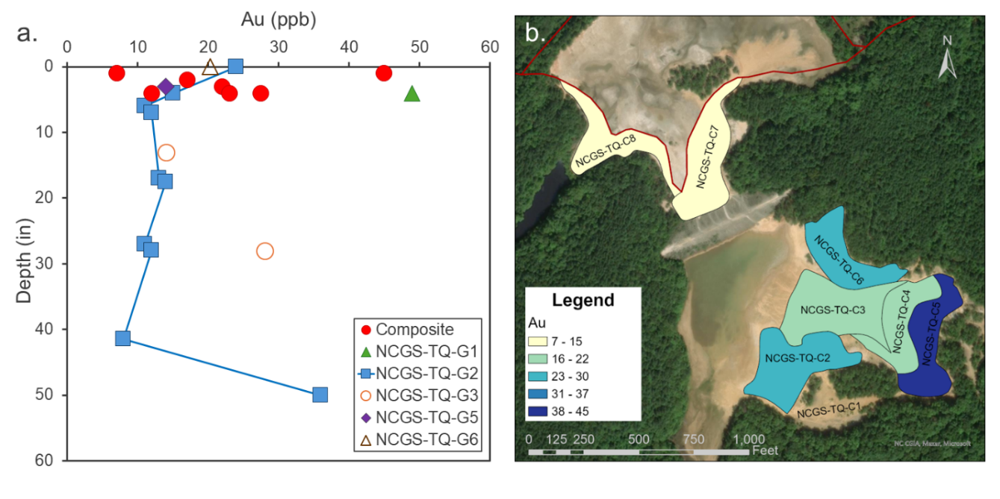 a.
Au (ppb)
0 10 20 30 40 50 60
0
10
20
30
40
50
60
Depth (in)
Composite
NCGS-TQ-G1
NCGS-TQ-G2
NCGS-TQ-G3
NCGS-TQ-G5
NCGS-TQ-G6
b.
N
NCGS-TQ-C8
NCGS-TQ-C7
NCGS-TQ-C6
NCGS-TQ-C3
NCGS-TQ-C4
NCGS-TQ-C5
NCGS-TQ-C2
NCGS-TQ-C1
Legend
Au
7 - 15
16 - 22
23 - 30
31 - 37
38 - 45
0 125 250 500 750 1,000
Feet
NC CGIA, Maxar, Microsoft